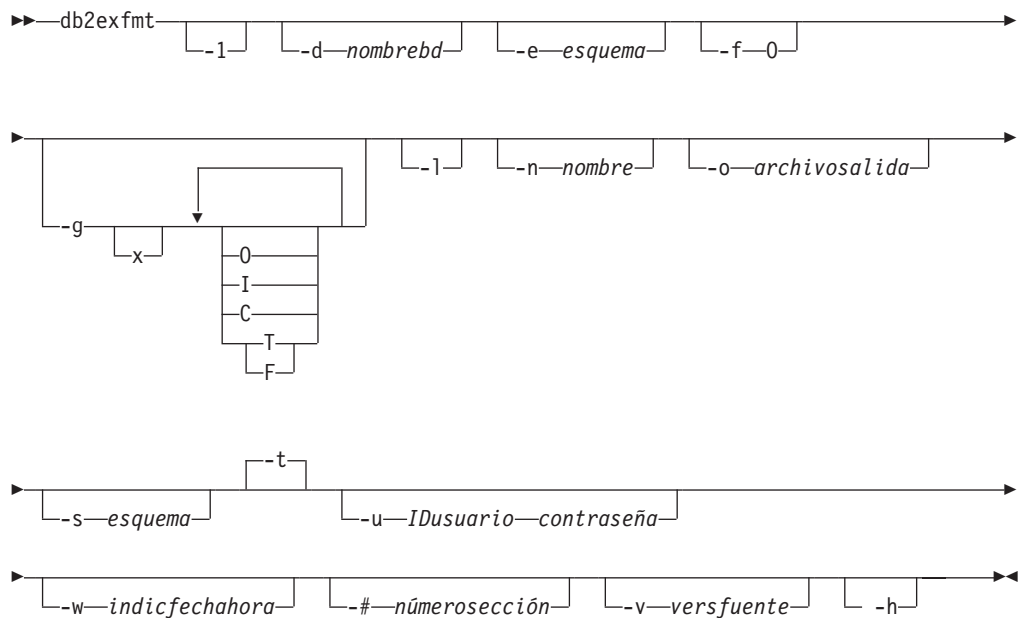 db2exfmt -1 -d nombrebd -e esquema -f O
-g x -l -n nombre -o archivosalida
O
I
C
T
F
-s esquema -t -u IDusuario contraseña
-w indicfechahora -# númerosección -v versfuente -h